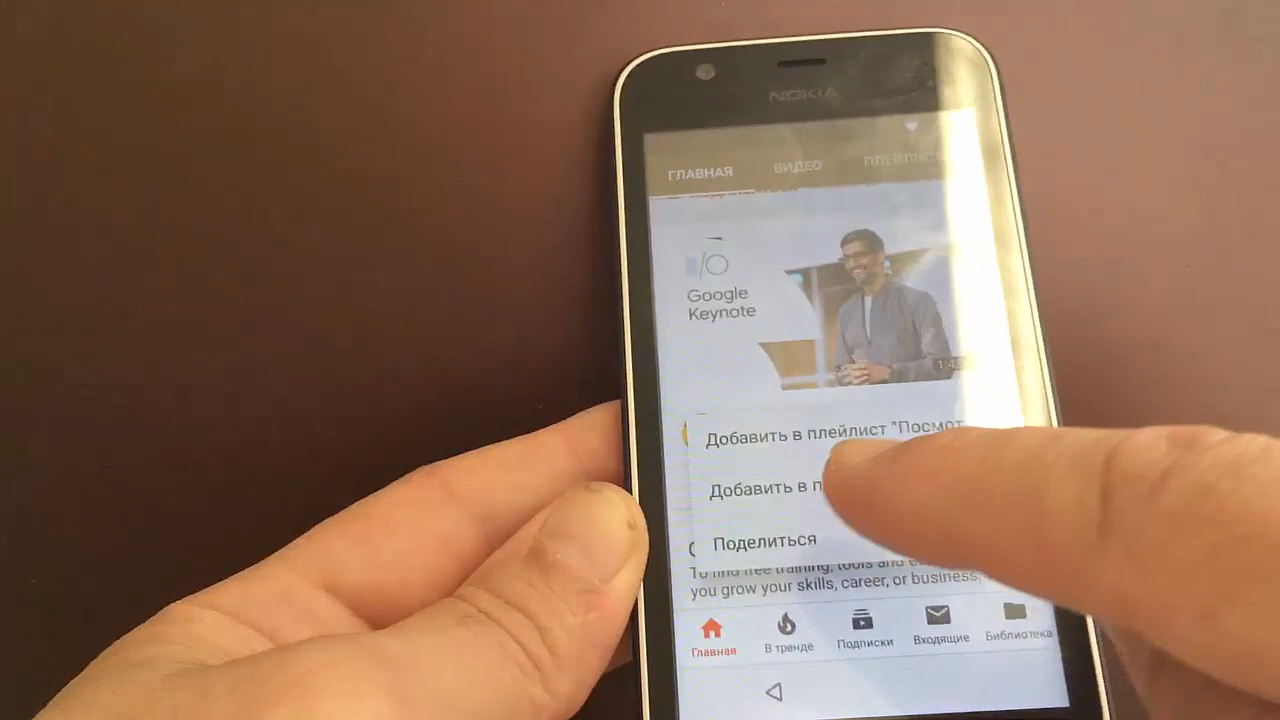 NOKIA
ГЛАВНАЯ ВИДЕО ПЛЕЙЛИСТЫ
I/O
Google
Keynote
Добавить в плейлист "Посмот
Добавить в п
Поделиться
To find free training, tools and
you grow your skills, career, or business,
Главная В тренде Подписки Входящие Библиотека